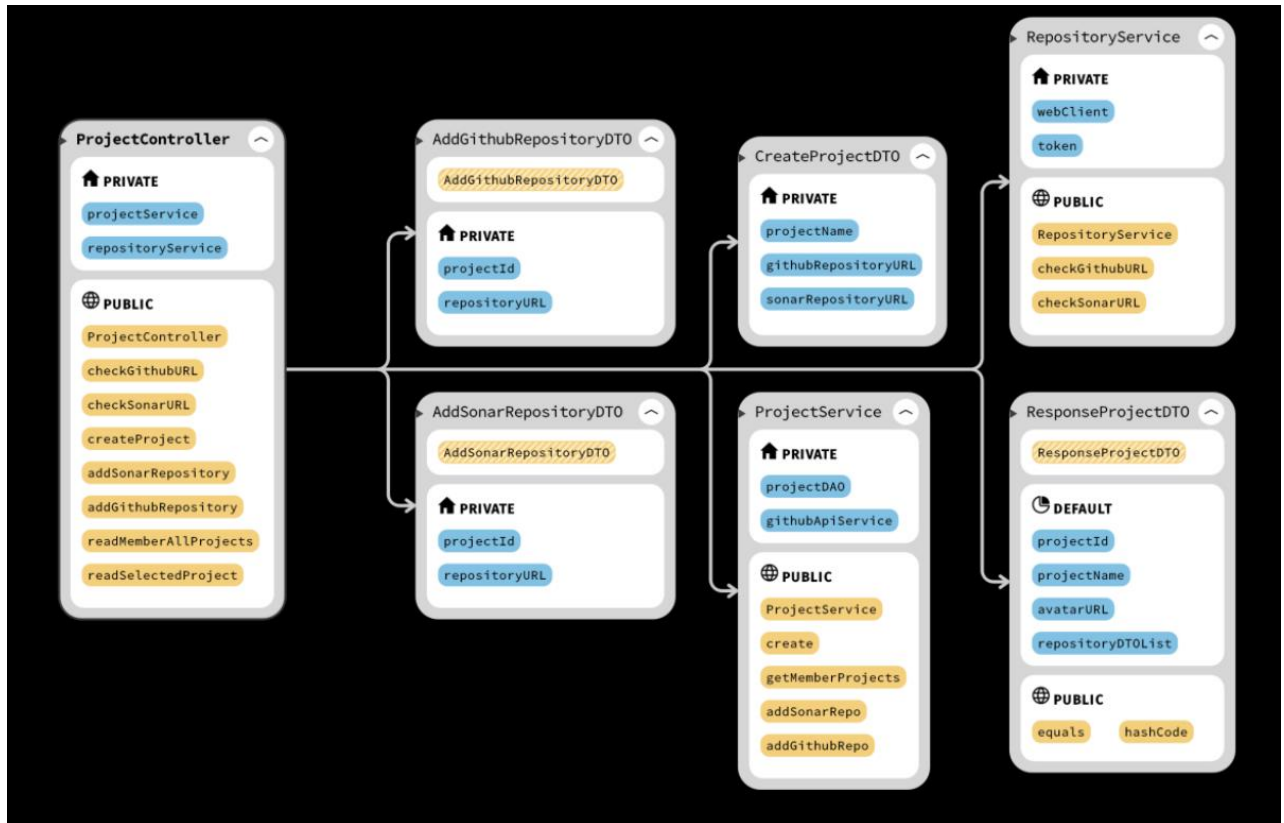 ProjectController
PRIVATE
projectService
repositoryService
PUBLIC
ProjectController
checkGithubURL
checkSonarURL
createProject
addSonarRepository
addGithubRepository
readMemberAllProjects
readSelectedProject
AddGithubRepositoryDTO
AddGithubRepositoryDTO
PRIVATE
projectId
repositoryURL
AddSonarRepositoryDTO
AddSonarRepositoryDTO
PRIVATE
projectId
repositoryURL
CreateProjectDTO
PRIVATE
projectName
githubRepositoryURL
sonarRepositoryURL
ProjectService
PRIVATE
projectDAO
githubApiService
PUBLIC
ProjectService
create
getMemberProjects
addSonarRepo
addGithubRepo
RepositoryService
PRIVATE
webClient
token
PUBLIC
RepositoryService
checkGithubURL
checkSonarURL
ResponseProjectDTO
ResponseProjectDTO
DEFAULT
projectId
projectName
avatarURL
repositoryDTOList
PUBLIC
equals hashCode